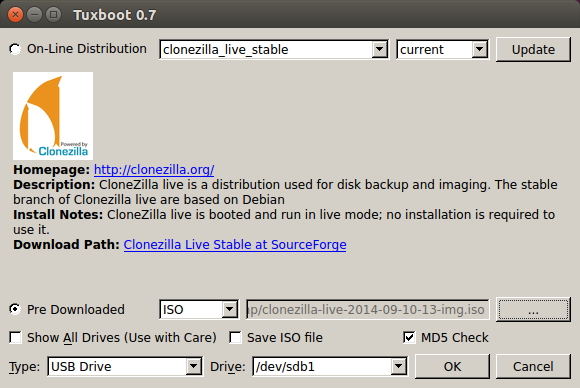 Tuxboot 0.7
On-Line Distribution clonezilla_live_stable current Update
Powered by
Clonezilla
Homepage: http://clonezilla.org/
Description: CloneZilla live is a distribution used for disk backup and imaging. The stable
branch of Clonezilla live are based on Debian
Install Notes: CloneZilla live is booted and run in live mode; no installation is required to
use it.
Download Path: Clonezilla Live Stable at SourceForge
Pre Downloaded ISO ıp/clonezilla-live-2014-09-10-13-img.iso ...
Show All Drives (Use with Care) Save ISO file MD5 Check
Type: USB Drive Drive: /dev/sdb1 OK Cancel